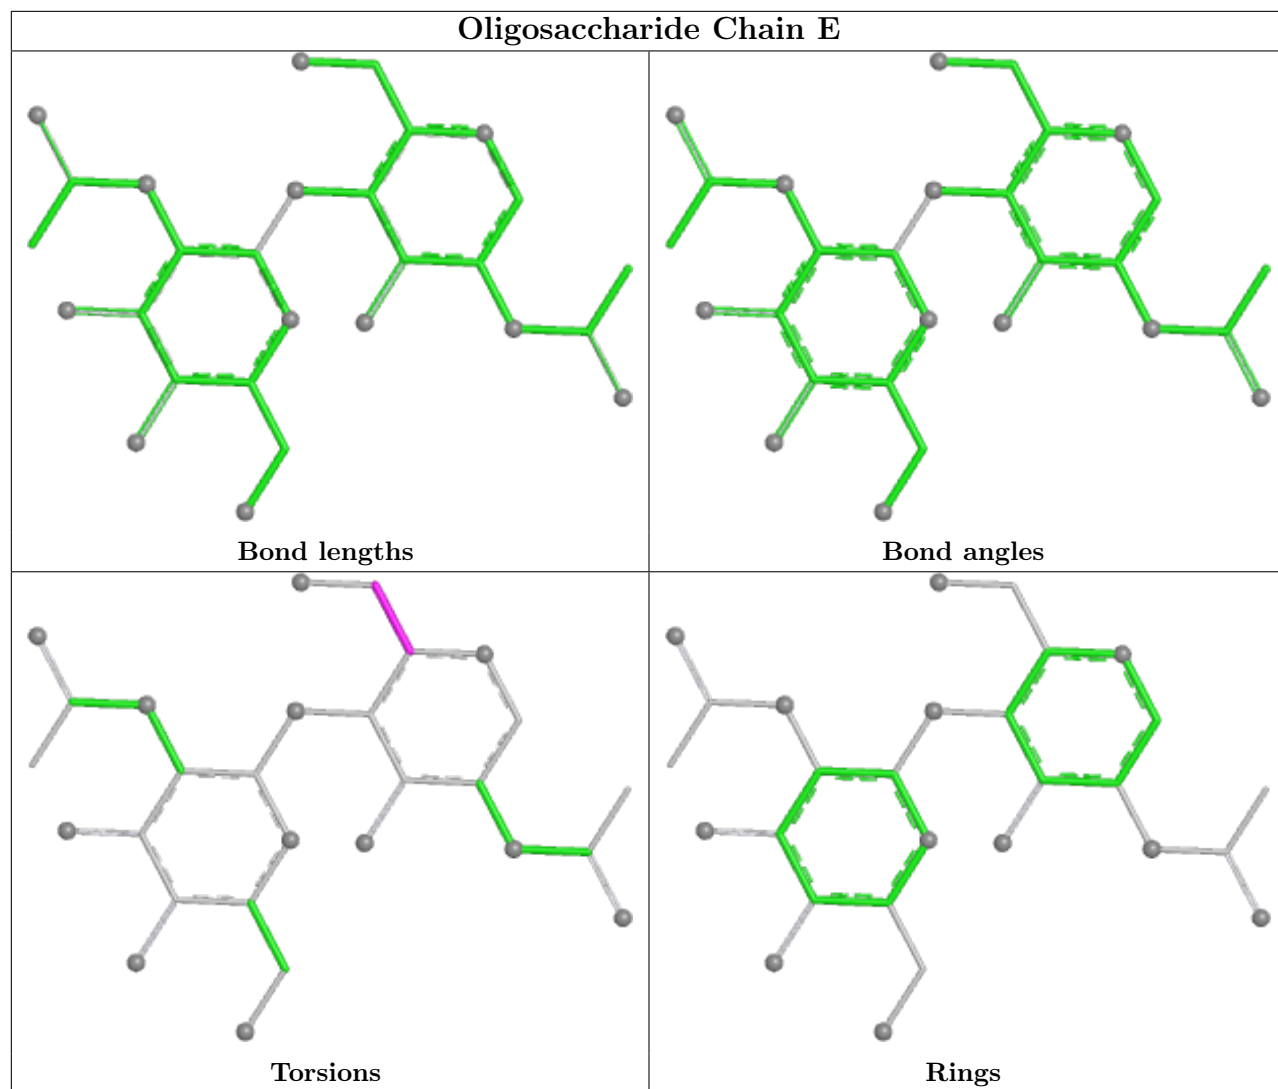 Oligosaccharide Chain E
Bond lengths
Bond angles
Torsions
Rings